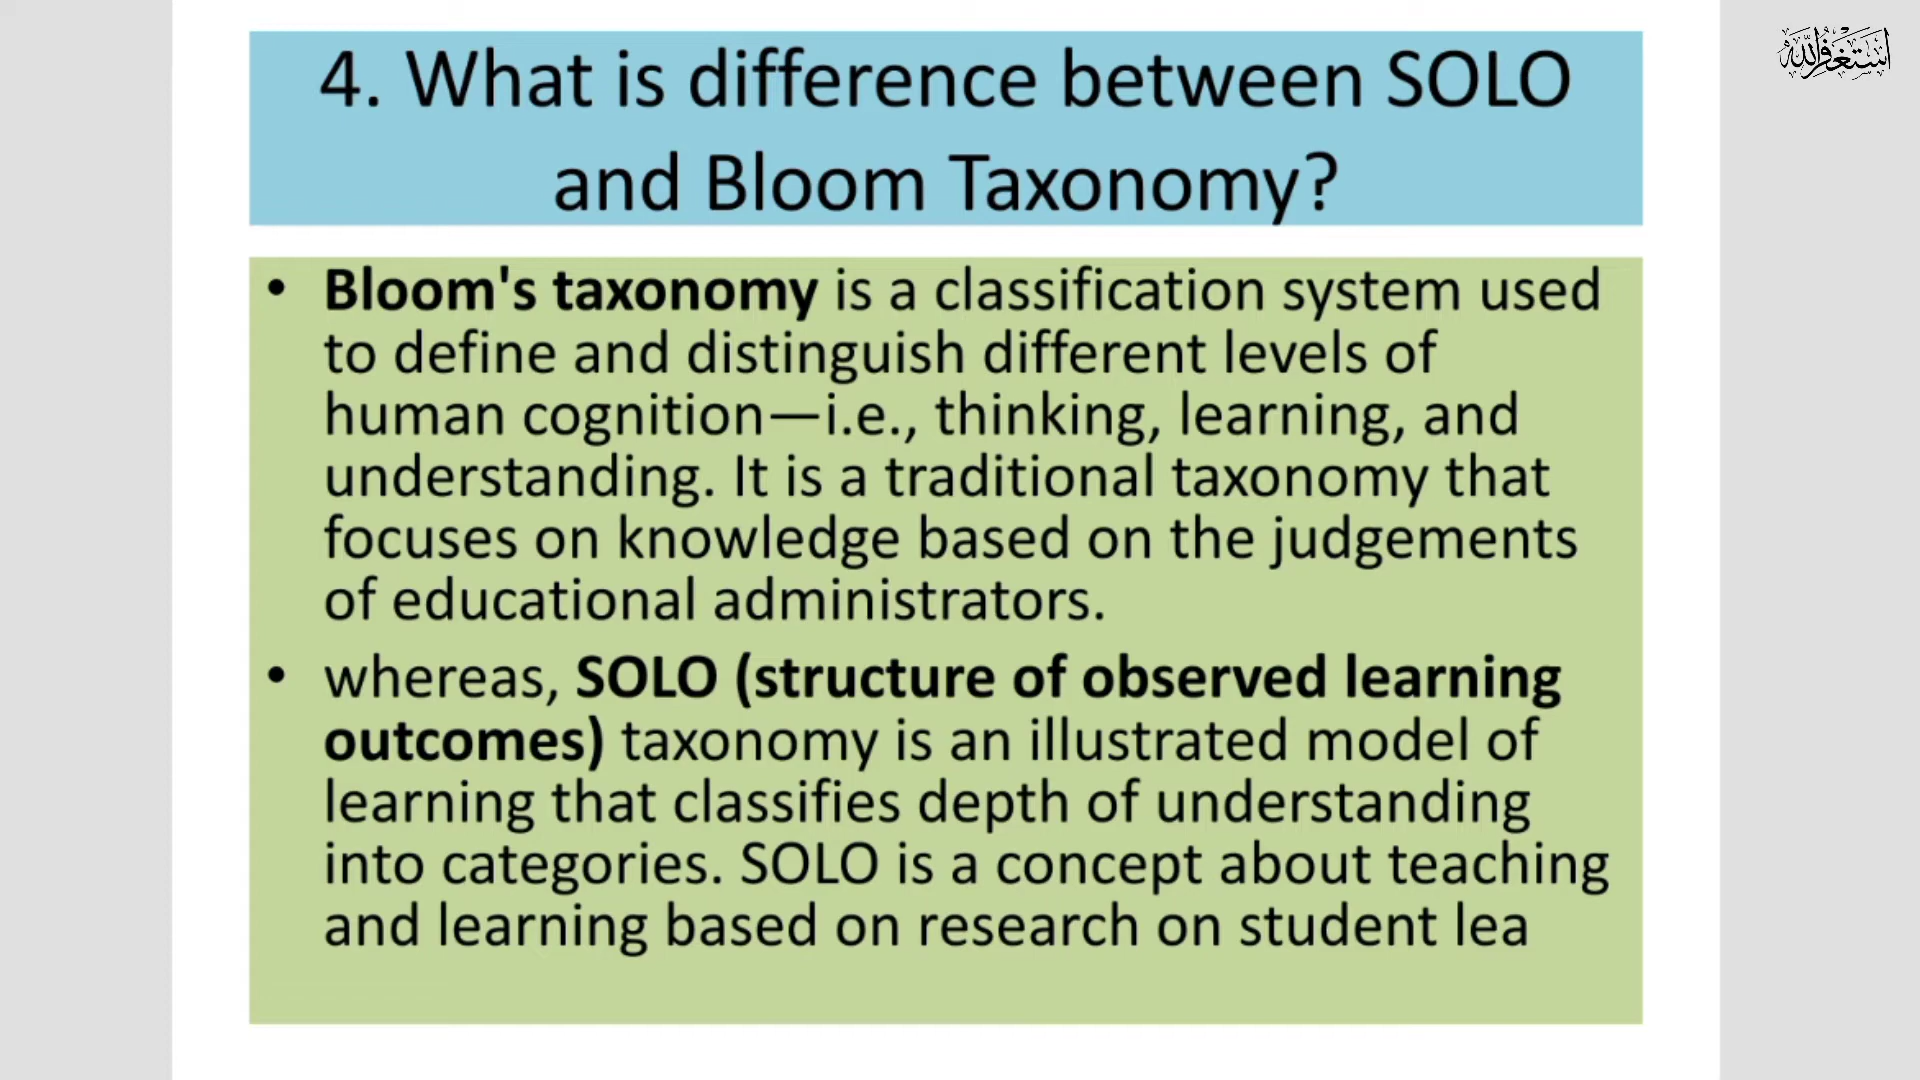 4. What is difference between SOLO
and Bloom Taxonomy?
• Bloom's taxonomy is a classification system used
to define and distinguish different levels of
human cognition—i.e., thinking, learning, and
understanding. It is a traditional taxonomy that
focuses on knowledge based on the judgements
of educational administrators.
• whereas, SOLO (structure of observed learning
outcomes) taxonomy is an illustrated model of
learning that classifies depth of understanding
into categories. SOLO is a concept about teaching
and learning based on research on student lea
أستغفر الله